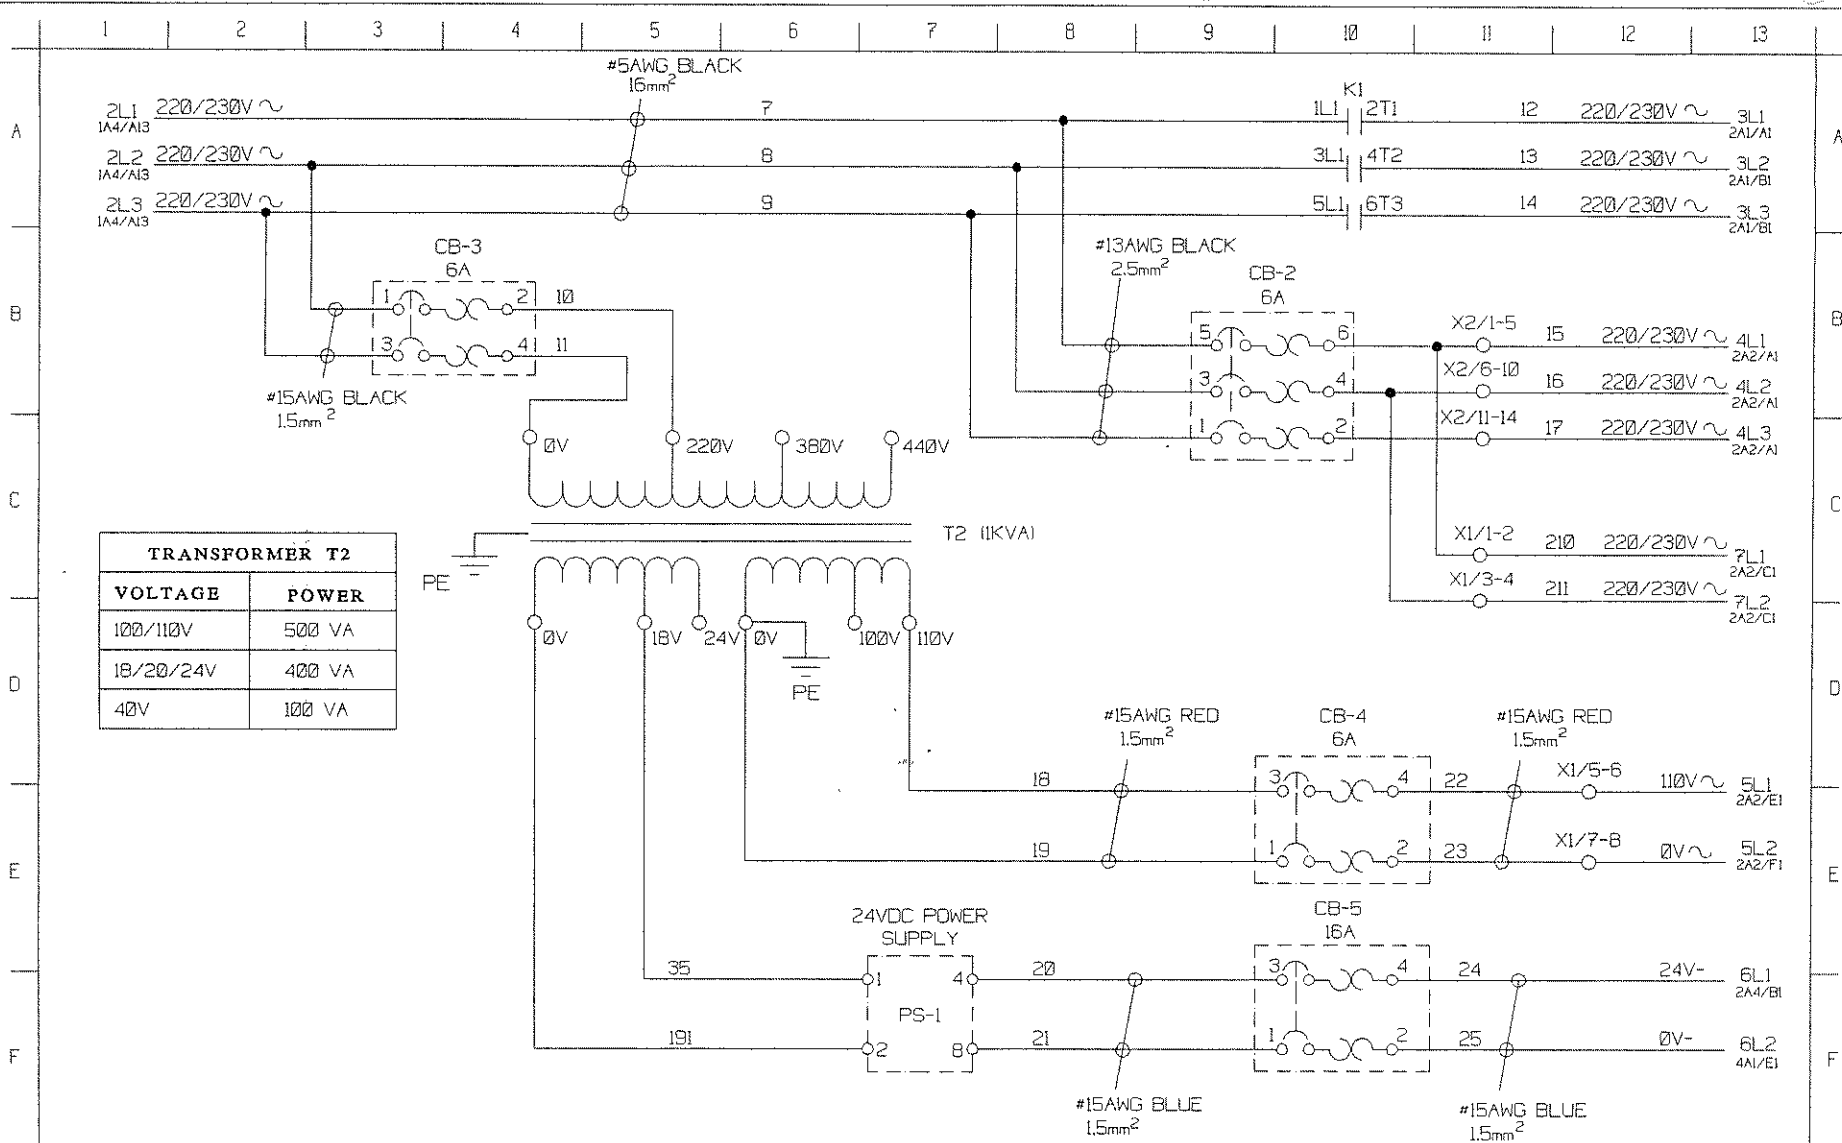 1 2 3 4 5 6 7 8 9 10 11 12 13
#5AWG BLACK
16mm²
K1
A
2L1 220/230V ~ 7 1L1 2T1 12 220/230V ~ 3L1
1A4/A13 2A1/A1
A
2L2 220/230V ~ 8 3L1 4T2 13 220/230V ~ 3L2
1A4/A13 2A1/B1
2L3 220/230V ~ 9 5L1 6T3 14 220/230V ~ 3L3
1A4/A13 2A1/B1
CB-3
6A
#13AWG BLACK
2.5mm²
CB-2
6A
B
1 2 10
3 4 11
#15AWG BLACK
1.5mm²
B
5 6 X2/1-5 15 220/230V ~ 4L1
2A2/A1
3 4 X2/6-10 16 220/230V ~ 4L2
2A2/A1
1 2 X2/11-14 17 220/230V ~ 4L3
2A2/A1
0V 220V 380V 440V
C
C
T2 (1KVA)
PE
X1/1-2 210 220/230V ~ 7L1
2A2/C1
X1/3-4 211 220/230V ~ 7L2
2A2/C1
TRANSFORMER T2
VOLTAGE POWER
100/110V 500 VA
18/20/24V 400 VA
40V 100 VA
0V 18V 24V 0V 100V 110V
PE
D
D
#15AWG RED
1.5mm²
CB-4
6A
#15AWG RED
1.5mm²
18 3 4 22 X1/5-6 110V ~ 5L1
2A2/E1
19 1 2 23 X1/7-8 0V ~ 5L2
2A2/F1
E
E
24VDC POWER
SUPPLY
CB-5
16A
35 1 4 20 3 4 24 24V- 6L1
2A4/B1
PS-1
191 2 8 21 1 2 25 0V- 6L2
4A1/E1
F
F
#15AWG BLUE
1.5mm²
#15AWG BLUE
1.5mm²